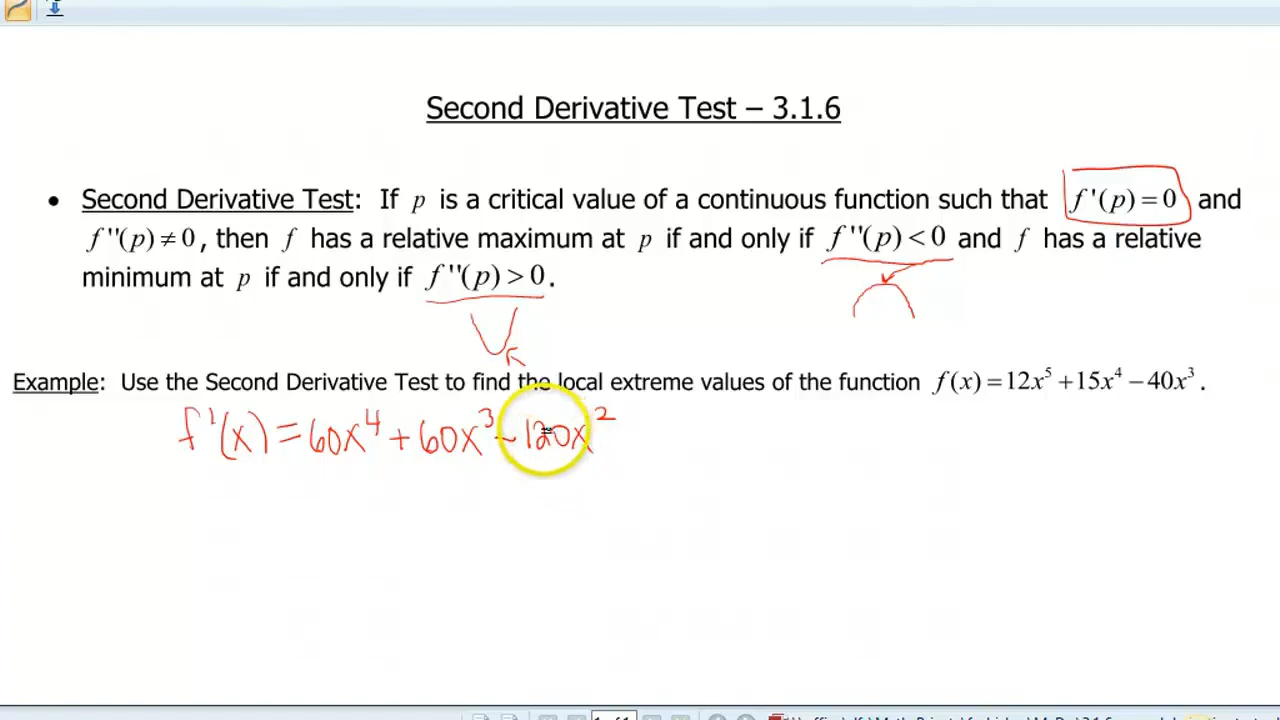 Second Derivative Test – 3.1.6
• Second Derivative Test: If p is a critical value of a continuous function such that f '(p) = 0 and
f ''(p) ≠ 0, then f has a relative maximum at p if and only if f ''(p) < 0 and f has a relative
minimum at p if and only if f ''(p) > 0.
Example: Use the Second Derivative Test to find the local extreme values of the function f(x) = 12x⁵ + 15x⁴ − 40x³.
f '(x) = 60x⁴ + 60x³ − 120x²
1 of 1